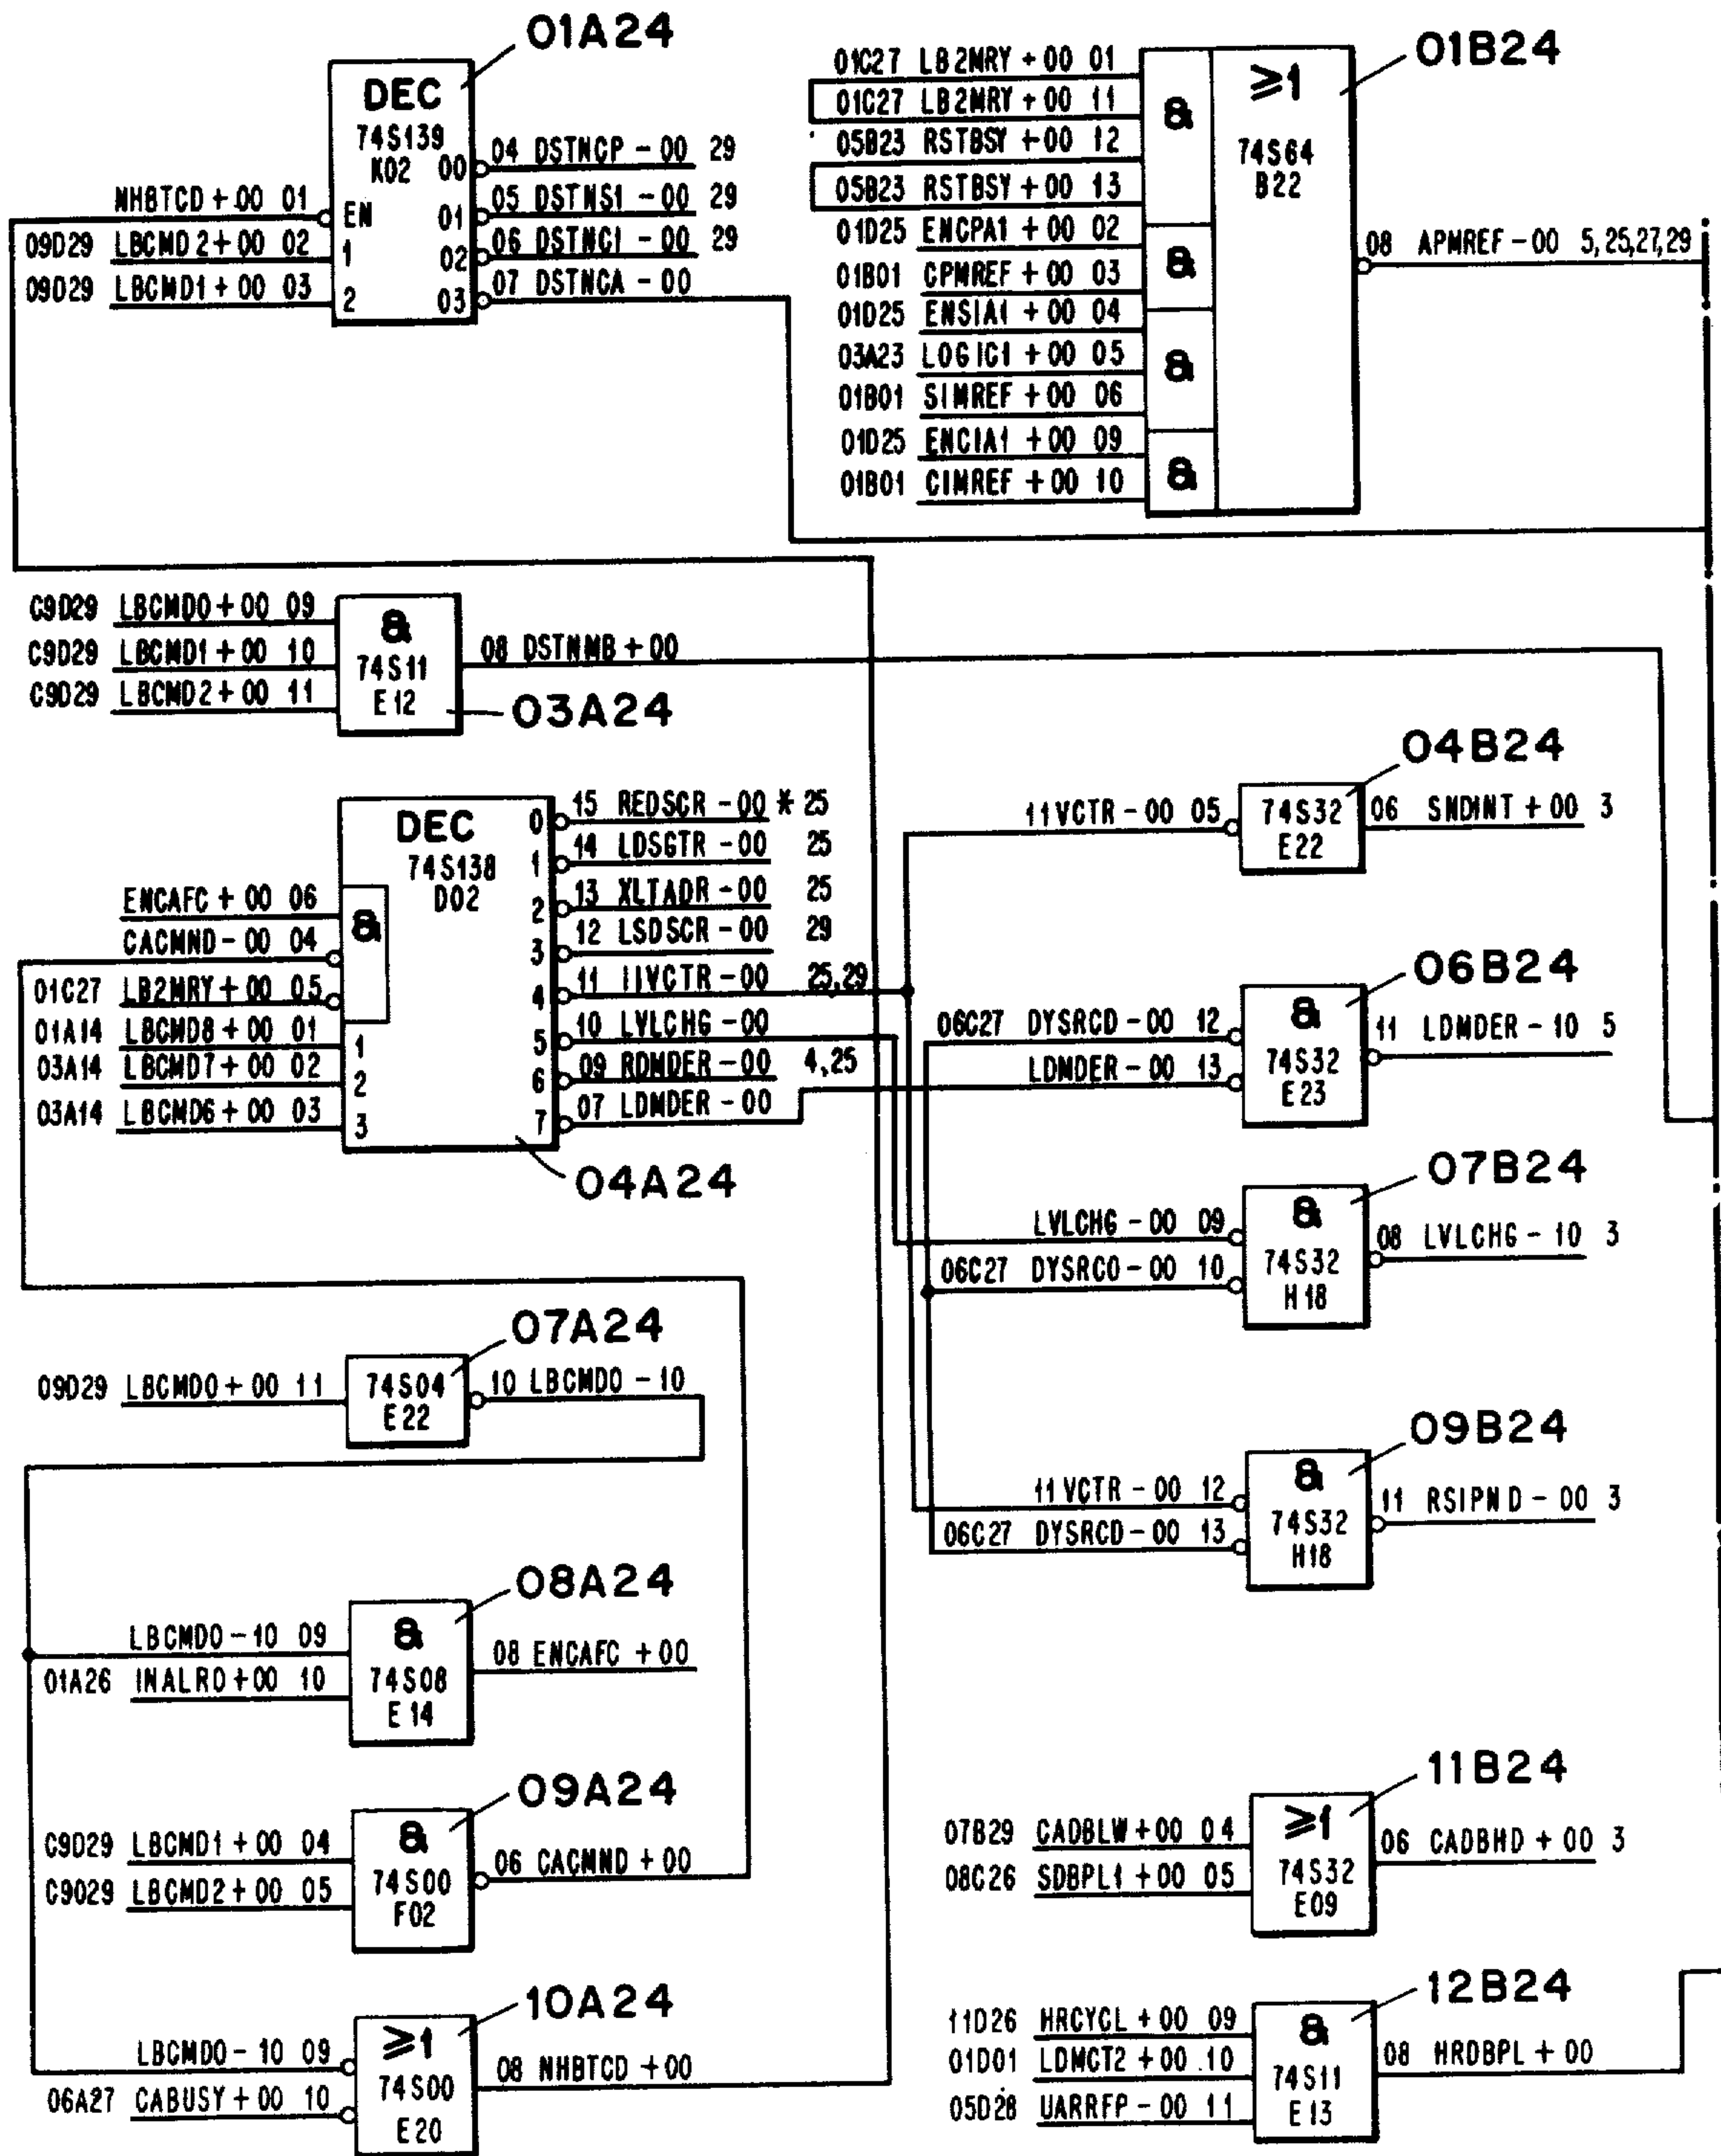 01A24
DEC
74S139
K02
NHBTCD +00 01
EN
09D29 LBCMD2+00 02
1
09D29 LBCMD1+00 03
2
00
04 DSTNCP -00 29
01
05 DSTNS1 -00 29
02
06 DSTNCI -00 29
03
07 DSTNCA -00
01B24
01C27 LB2MRY +00 01
01C27 LB2MRY +00 11
05B23 RSTBSY +00 12
05B23 RSTBSY +00 13
01D25 ENCPA1 +00 02
01B01 CPMREF +00 03
01D25 ENSIA1 +00 04
03A23 LOGIC1 +00 05
01B01 SIMREF +00 06
01D25 ENCIA1 +00 09
01B01 CIMREF +00 10
&
&
&
&
≥1
74S64
B22
08 APMREF -00 5,25,27,29
C9D29 LBCMD0+00 09
C9D29 LBCMD1+00 10
C9D29 LBCMD2+00 11
&
74S11
E12
08 DSTNMB +00
03A24
DEC
74S138
D02
ENCAFC +00 06
CACMND-00 04
01C27 LB2MRY+00 05
&
01A14 LBCMD8+00 01
1
03A14 LBCMD7+00 02
2
03A14 LBCMD6+00 03
3
0
15 REDSCR -00 * 25
1
14 LDSGTR -00 25
2
13 XLTADR -00 25
3
12 LSDSCR -00 29
4
11 IIVCTR-00 25,29
5
10 LVLCHG -00
6
09 RDMDER -00 4,25
7
07 LDMDER -00
04A24
04B24
11VCTR -00 05
74S32
E22
06 SNDINT +00 3
06B24
06C27 DYSRCD -00 12
LDMDER -00 13
&
74S32
E23
11 LDMDER -10 5
07B24
LVLCHG -00 09
06C27 DYSRCO -00 10
&
74S32
H18
08 LVLCHG - 10 3
07A24
09D29 LBCMD0+00 11
74S04
E22
10 LBCMD0 -10
09B24
11VCTR -00 12
06C27 DYSRCD -00 13
&
74S32
H18
11 RSIPND -00 3
08A24
LBCMD0-10 09
01A26 INALRD+00 10
&
74S08
E14
08 ENCAFC +00
09A24
C9D29 LBCMD1+00 04
C9029 LBCMD2+00 05
&
74S00
F02
06 CACMND +00
11B24
07B29 CADBLW+00 04
08C26 SDBPL1 +00 05
≥1
74S32
E09
06 CADBHD +00 3
10A24
LBCMD0- 10 09
06A27 CABUSY +00 10
≥1
74S00
E20
08 NHBTCD +00
12B24
11D26 HRCYCL +00 09
01D01 LDMCT2 +00 10
05D28 UARRFP -00 11
&
74S11
E13
08 HRDBPL +00